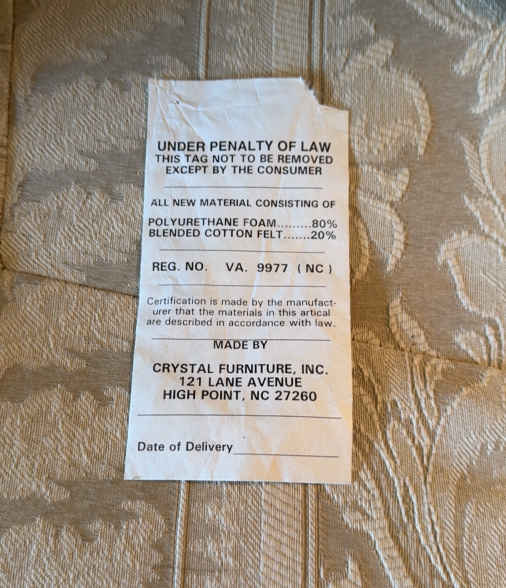 UNDER PENALTY OF LAW
THIS TAG NOT TO BE REMOVED
EXCEPT BY THE CONSUMER
ALL NEW MATERIAL CONSISTING OF
POLYURETHANE FOAM.........80%
BLENDED COTTON FELT.......20%
REG. NO. VA. 9977 (NC)
Certification is made by the manufact-
urer that the materials in this artical
are described in accordance with law.
MADE BY
CRYSTAL FURNITURE, INC.
121 LANE AVENUE
HIGH POINT, NC 27260
Date of Delivery